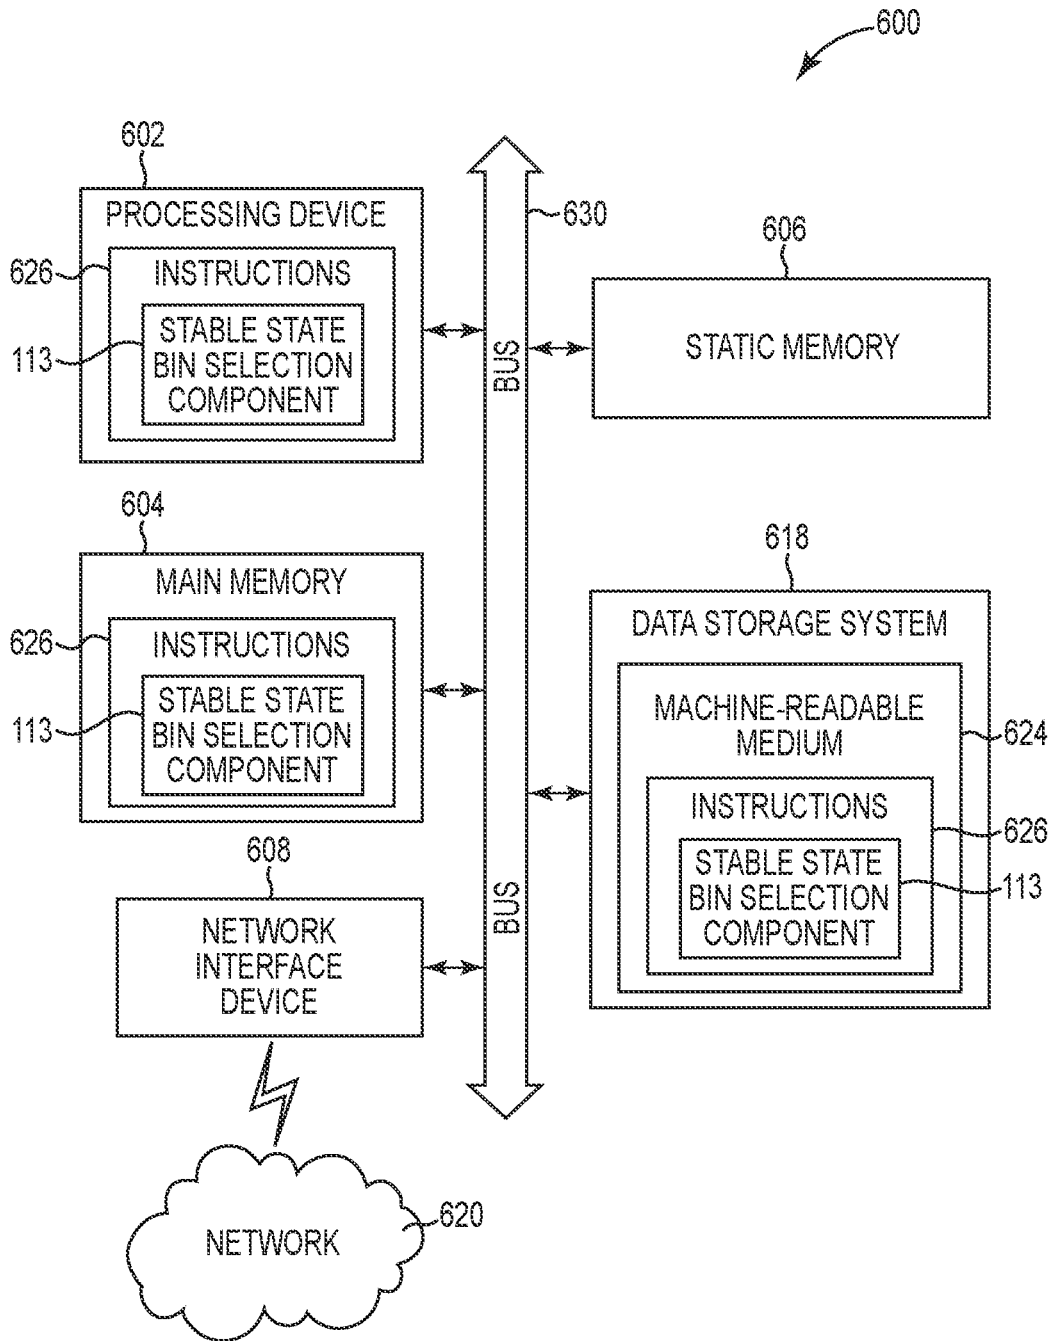 600
602
PROCESSING DEVICE
626
INSTRUCTIONS
113
STABLE STATE
BIN SELECTION
COMPONENT
630
BUS
606
STATIC MEMORY
604
MAIN MEMORY
626
INSTRUCTIONS
113
STABLE STATE
BIN SELECTION
COMPONENT
618
DATA STORAGE SYSTEM
MACHINE-READABLE
MEDIUM
624
INSTRUCTIONS
626
STABLE STATE
BIN SELECTION
COMPONENT
113
608
NETWORK
INTERFACE
DEVICE
BUS
NETWORK
620